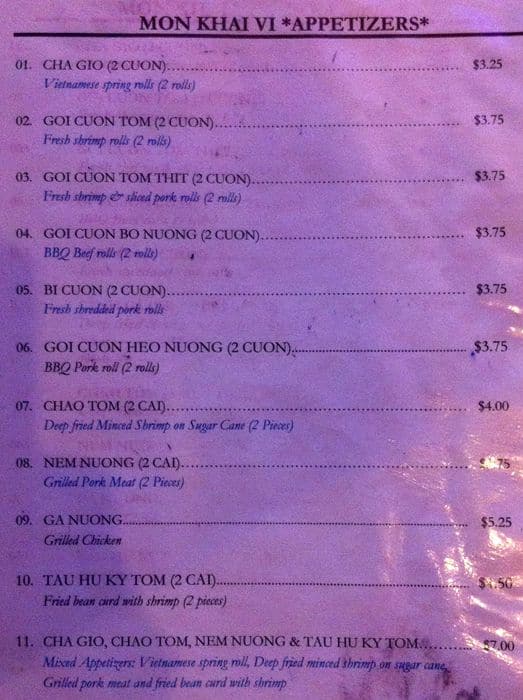 MON KHAI VI *APPETIZERS*
01. CHA GIO (2 CUON)........ $3.25
Vietnamese spring rolls (2 rolls)
02. GOI CUON TOM (2 CUON)........ $3.75
Fresh shrimp rolls (2 rolls)
03. GOI CUON TOM THIT (2 CUON)........ $3.75
Fresh shrimp & sliced pork rolls (2 rolls)
04. GOI CUON BO NUONG (2 CUON)........ $3.75
BBQ Beef rolls (2 rolls)
05. BI CUON (2 CUON)........ $3.75
Fresh shredded pork rolls
06. GOI CUON HEO NUONG (2 CUON)........ $3.75
BBQ Pork roll (2 rolls)
07. CHAO TOM (2 CAI)........ $4.00
Deep fried Minced Shrimp on Sugar Cane (2 Pieces)
08. NEM NUONG (2 CAI)........
Grilled Pork Meat (2 Pieces)
09. GA NUONG........ $5.25
Grilled Chicken
10. TAU HU KY TOM (2 CAI)........
Fried bean curd with shrimp (2 pieces)
11. CHA GIO, CHAO TOM, NEM NUONG & TAU HU KY TOM........ $7.00
Mixed Appetizers: Vietnamese spring roll, Deep fried minced shrimp on sugar cane,
Grilled pork meat and fried bean curd with shrimp